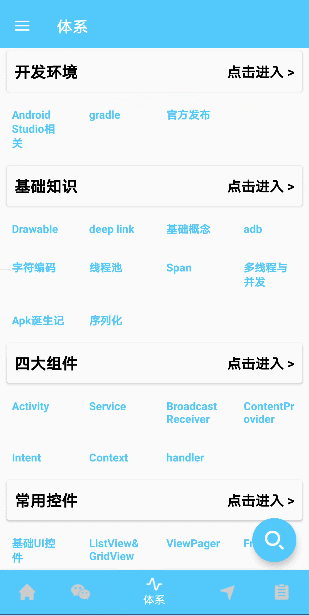 体系
开发环境 点击进入 >
Android Studio相关 gradle 官方发布
基础知识 点击进入 >
Drawable deep link 基础概念 adb
字符编码 线程池 Span 多线程与并发
Apk诞生记 序列化
四大组件 点击进入 >
Activity Service Broadcast Receiver ContentProvider
Intent Context handler
常用控件 点击进入 >
基础UI控件 ListView&GridView ViewPager
体系